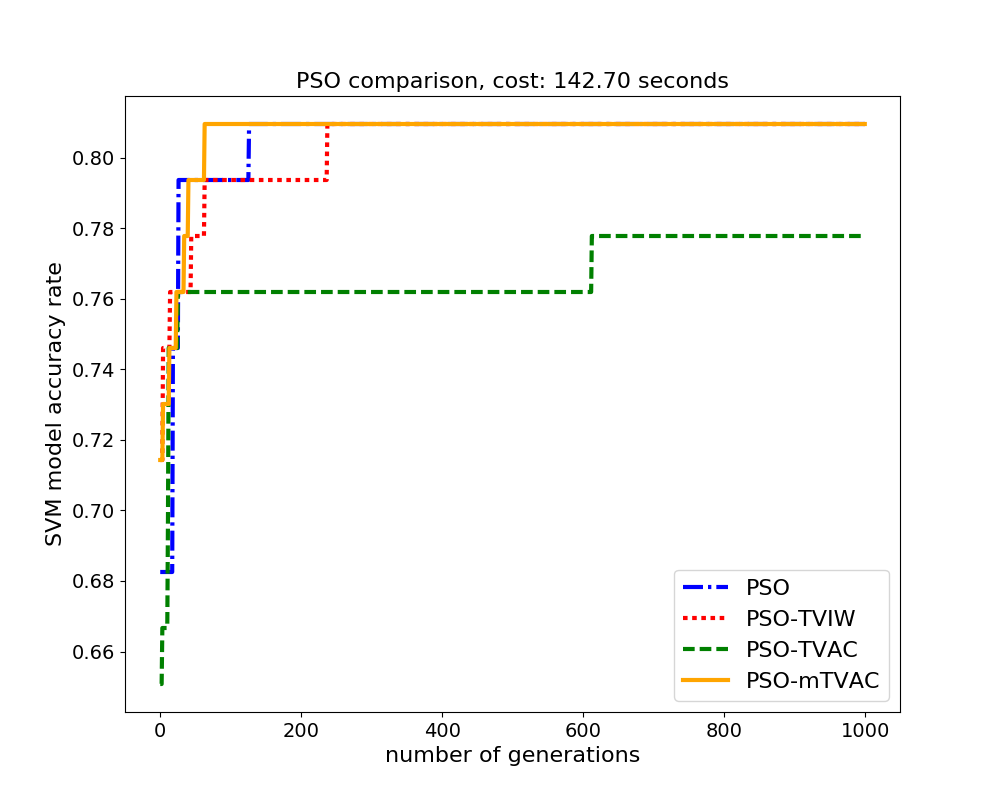 PSO comparison, cost: 142.70 seconds
SVM model accuracy rate
0.80
0.78
0.76
0.74
0.72
0.70
0.68
0.66
0
200
400
600
800
1000
number of generations
PSO
PSO-TVIW
PSO-TVAC
PSO-mTVAC